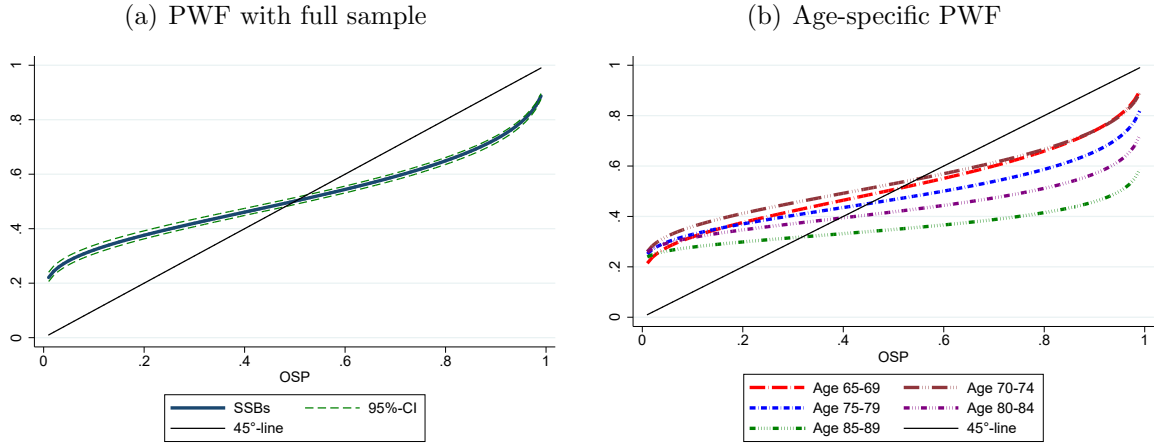 (a) PWF with full sample
(b) Age-specific PWF
1
.8
.6
.4
.2
0
0 .2 .4 .6 .8 1
OSP
SSBs 95%-CI
45°-line
1
.8
.6
.4
.2
0
0 .2 .4 .6 .8 1
OSP
Age 65-69 Age 70-74
Age 75-79 Age 80-84
Age 85-89 45°-line